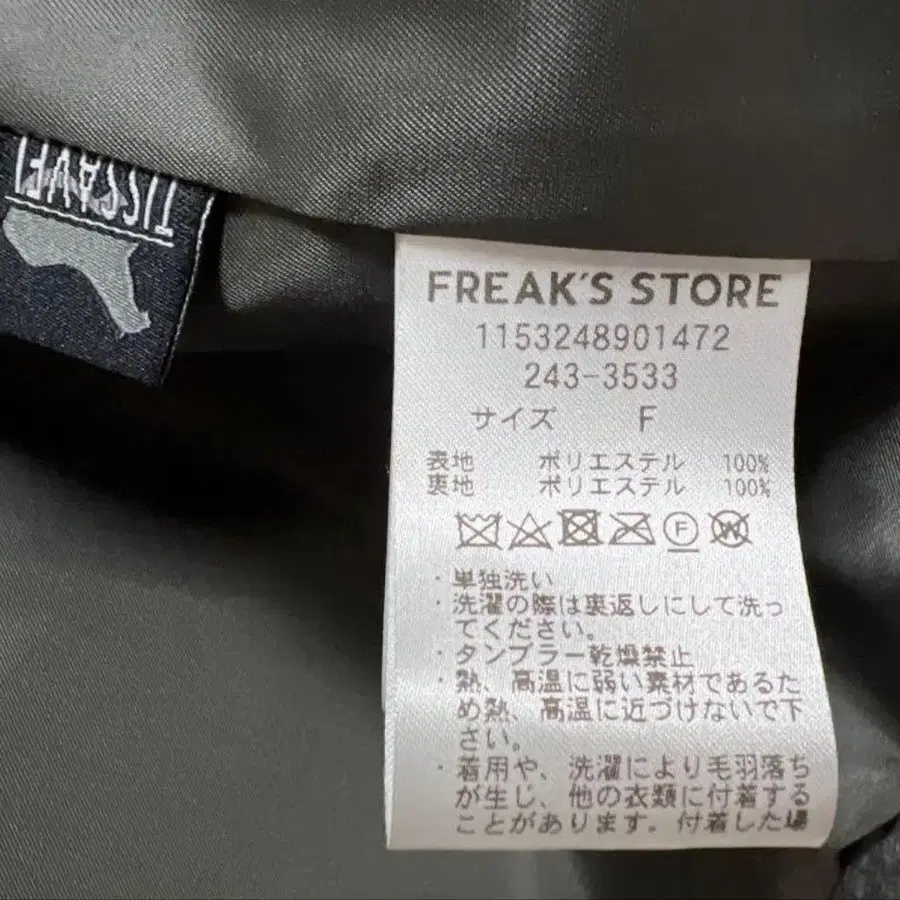 TISSAVEL
FREAK'S STORE
1153248901472
243-3533
サイズ F
表地 ポリエステル 100%
裏地 ポリエステル 100%
F W
・単独洗い
・洗濯の際は裏返しにして洗っ
てください。
・タンブラー乾燥禁止
・熱、高温に弱い素材であるた
め熱、高温に近づけないで下
さい。
・着用や、洗濯により毛羽落ち
が生じ、他の衣類に付着する
ことがあります。付着した場